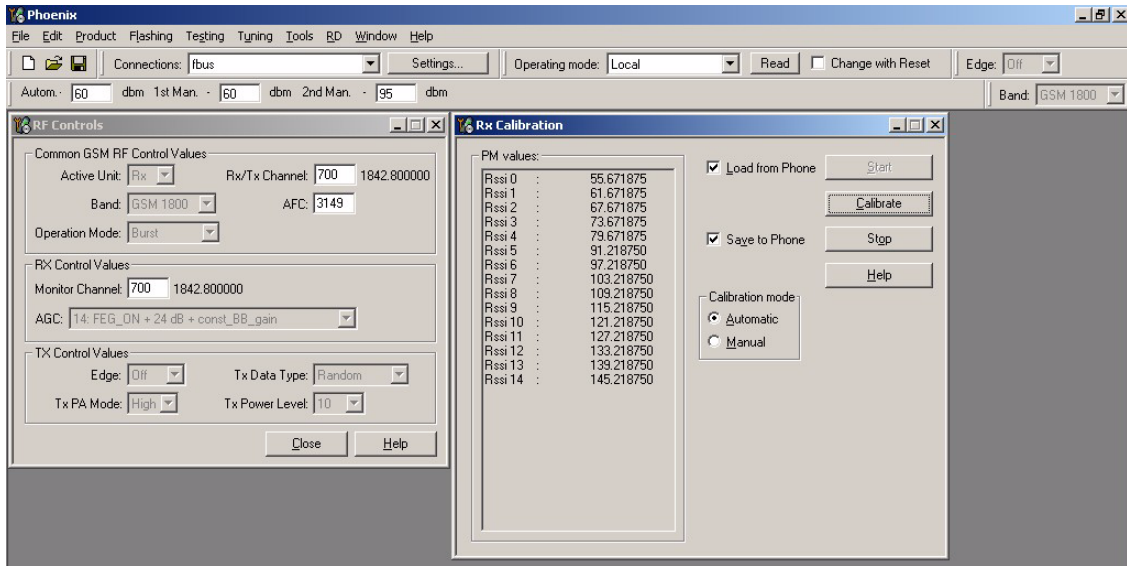 Phoenix
File Edit Product Flashing Testing Tuning Tools RD Window Help
Connections: fbus Settings... Operating mode: Local Read Change with Reset Edge: Off
Autom.- 60 dbm 1st Man. - 60 dbm 2nd Man. - 95 dbm Band: GSM 1800
RF Controls
Common GSM RF Control Values
Active Unit: Rx Rx/Tx Channel: 700 1842.800000
Band: GSM 1800 AFC: 3149
Operation Mode: Burst
RX Control Values
Monitor Channel: 700 1842.800000
AGC: 14: FEG_ON + 24 dB + const_BB_gain
TX Control Values
Edge: Off Tx Data Type: Random
Tx PA Mode: High Tx Power Level: 10
Close Help
Rx Calibration
PM values:
Rssi 0 : 55.671875
Rssi 1 : 61.671875
Rssi 2 : 67.671875
Rssi 3 : 73.671875
Rssi 4 : 79.671875
Rssi 5 : 91.218750
Rssi 6 : 97.218750
Rssi 7 : 103.218750
Rssi 8 : 109.218750
Rssi 9 : 115.218750
Rssi 10 : 121.218750
Rssi 11 : 127.218750
Rssi 12 : 133.218750
Rssi 13 : 139.218750
Rssi 14 : 145.218750
Load from Phone Start
Calibrate
Save to Phone Stop
Help
Calibration mode
Automatic
Manual